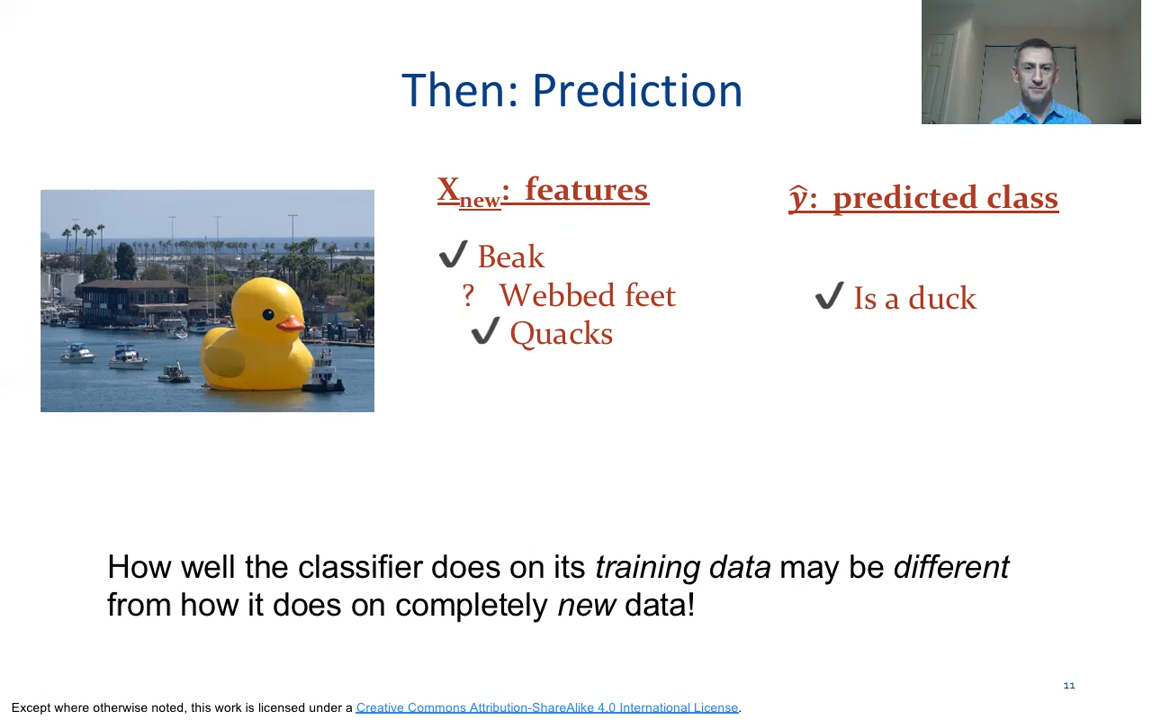 Then: Prediction
Xnew: features
ŷ: predicted class
✔ Beak
? Webbed feet
✔ Quacks
✔ Is a duck
How well the classifier does on its training data may be different
from how it does on completely new data!
11
Except where otherwise noted, this work is licensed under a Creative Commons Attribution-ShareAlike 4.0 International License.